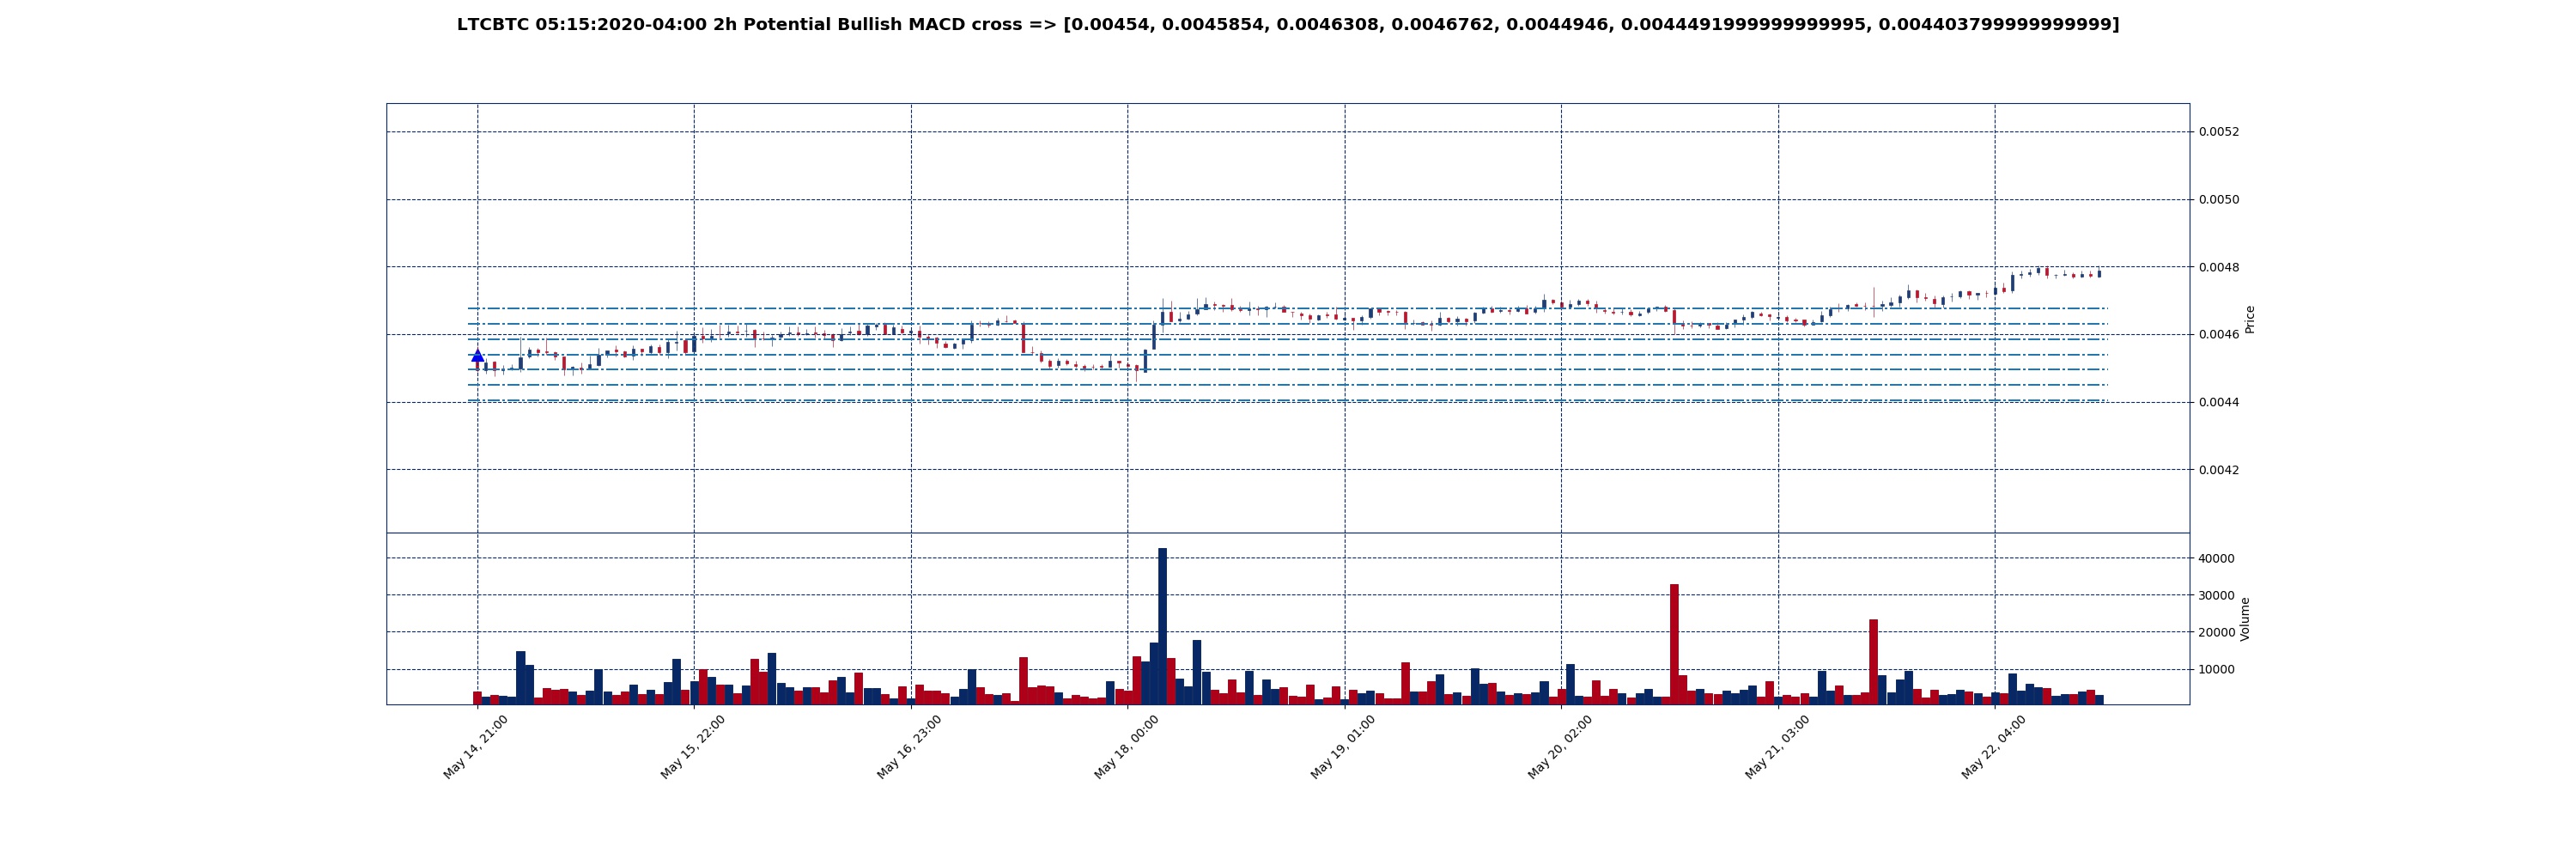 LTCBTC 05:15:2020-04:00 2h Potential Bullish MACD cross => [0.00454, 0.0045854, 0.0046308, 0.0046762, 0.0044946, 0.0044491999999999995, 0.004403799999999999]
0.0052
0.0050
0.0048
0.0046
0.0044
0.0042
Price
40000
30000
20000
10000
Volume
May 14, 21:00
May 15, 22:00
May 16, 23:00
May 18, 00:00
May 19, 01:00
May 20, 02:00
May 21, 03:00
May 22, 04:00